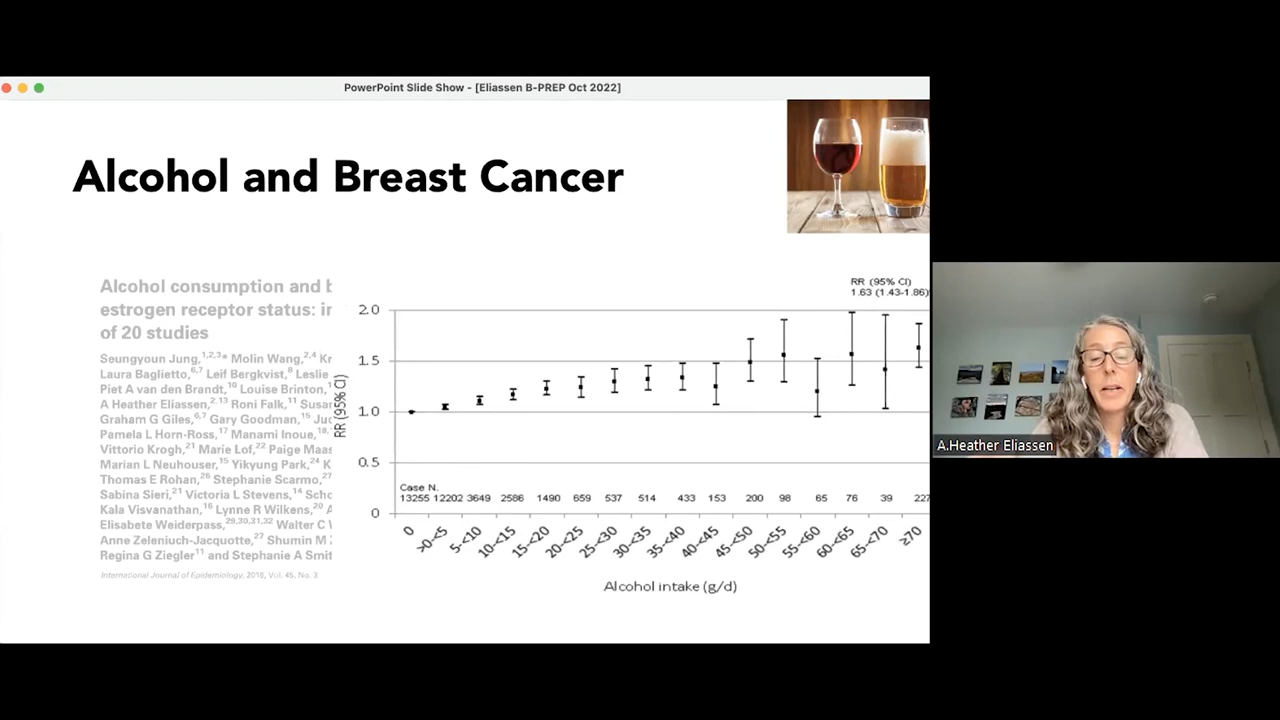 PowerPoint Slide Show - [Eliassen B-PREP Oct 2022]
Alcohol and Breast Cancer
Alcohol consumption and b
estrogen receptor status: in
of 20 studies
Seungyoun Jung,1,2,3* Molin Wang,2,4 Kr
Laura Baglietto,6,7 Leif Bergkvist,8 Leslie
Piet A van den Brandt,10 Louise Brinton,
A Heather Eliassen,2,13 Roni Falk,11 Susan
Graham G Giles,6,7 Gary Goodman,15 Jud
Pamela L Horn-Ross,17 Manami Inoue,18,
Vittorio Krogh,21 Marie Lof,22 Paige Maas
Marian L Neuhouser,15 Yikyung Park,24 K
Thomas E Rohan,26 Stephanie Scarmo,27
Sabina Sieri,21 Victoria L Stevens,14 Scho
Kala Visvanathan,16 Lynne R Wilkens,20
Elisabete Weiderpass,29,30,31,32 Walter C
Anne Zeleniuch-Jacquotte,27 Shumin M
Regina G Ziegler11 and Stephanie A Smit
International Journal of Epidemiology, 2018, Vol. 45, No. 3
RR (95% CI)
1.63 (1.43-1.86)
RR (95% CI)
2.0
1.5
1.0
0.5
0
Case N.
13255 12202 3649 2586 1490 659 537 514 433 153 200 98 65 76 39 227
0 >0-<5 5-<10 10-<15 15-<20 20-<25 25-<30 30-<35 35-<40 40-<45 45-<50 50-<55 55-<60 60-<65 65-<70 ≥70
Alcohol intake (g/d)
A.Heather Eliassen